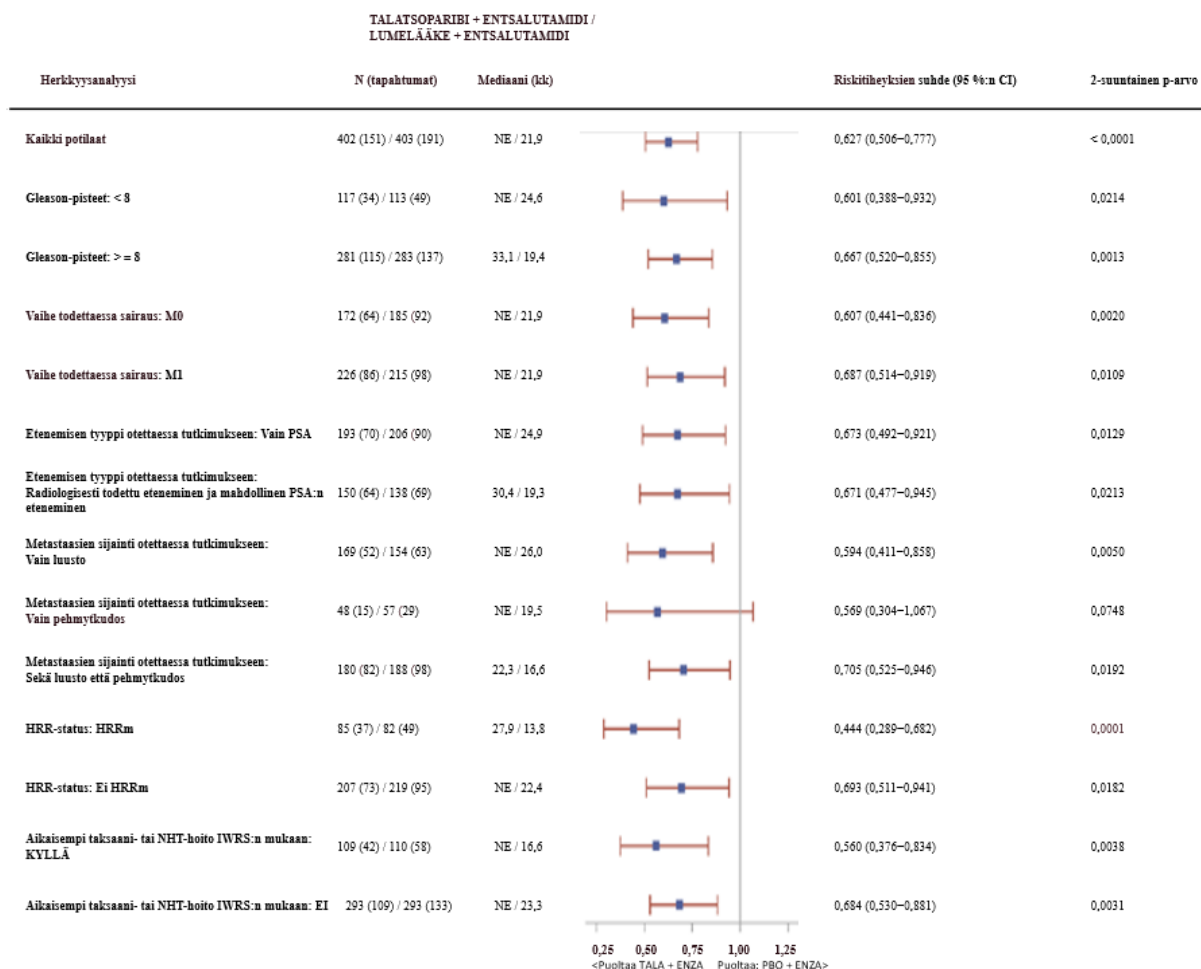 TALATSOPARIBI + ENTSALUTAMIDI /
LUMELÄÄKE + ENTSALUTAMIDI
Herkkyysanalyysi N (tapahtumat) Mediaani (kk) Riskitiheyksien suhde (95 %:n CI) 2-suuntainen p-arvo
Kaikki potilaat 402 (151) / 403 (191) NE / 21,9 0,627 (0,506–0,777) < 0,0001
Gleason-pisteet: < 8 117 (34) / 113 (49) NE / 24,6 0,601 (0,388–0,932) 0,0214
Gleason-pisteet: > = 8 281 (115) / 283 (137) 33,1 / 19,4 0,667 (0,520–0,855) 0,0013
Vaihe todettaessa sairaus: M0 172 (64) / 185 (92) NE / 21,9 0,607 (0,441–0,836) 0,0020
Vaihe todettaessa sairaus: M1 226 (86) / 215 (98) NE / 21,9 0,687 (0,514–0,919) 0,0109
Etenemisen tyyppi otettaessa tutkimukseen: Vain PSA 193 (70) / 206 (90) NE / 24,9 0,673 (0,492–0,921) 0,0129
Etenemisen tyyppi otettaessa tutkimukseen:
Radiologisesti todettu eteneminen ja mahdollinen PSA:n 150 (64) / 138 (69) 30,4 / 19,3 0,671 (0,477–0,945) 0,0213
eteneminen
Metastaasien sijainti otettaessa tutkimukseen:
Vain luusto 169 (52) / 154 (63) NE / 26,0 0,594 (0,411–0,858) 0,0050
Metastaasien sijainti otettaessa tutkimukseen:
Vain pehmytkudos 48 (15) / 57 (29) NE / 19,5 0,569 (0,304–1,067) 0,0748
Metastaasien sijainti otettaessa tutkimukseen:
Sekä luusto että pehmytkudos 180 (82) / 188 (98) 22,3 / 16,6 0,705 (0,525–0,946) 0,0192
HRR-status: HRRm 85 (37) / 82 (49) 27,9 / 13,8 0,444 (0,289–0,682) 0,0001
HRR-status: Ei HRRm 207 (73) / 219 (95) NE / 22,4 0,693 (0,511–0,941) 0,0182
Aikaisempi taksaani- tai NHT-hoito IWRS:n mukaan:
KYLLÄ 109 (42) / 110 (58) NE / 16,6 0,560 (0,376–0,834) 0,0038
Aikaisempi taksaani- tai NHT-hoito IWRS:n mukaan: EI 293 (109) / 293 (133) NE / 23,3 0,684 (0,530–0,881) 0,0031
0,25 0,50 0,75 1,00 1,25
<Puoltaa TALA + ENZA Puoltaa: PBO + ENZA>